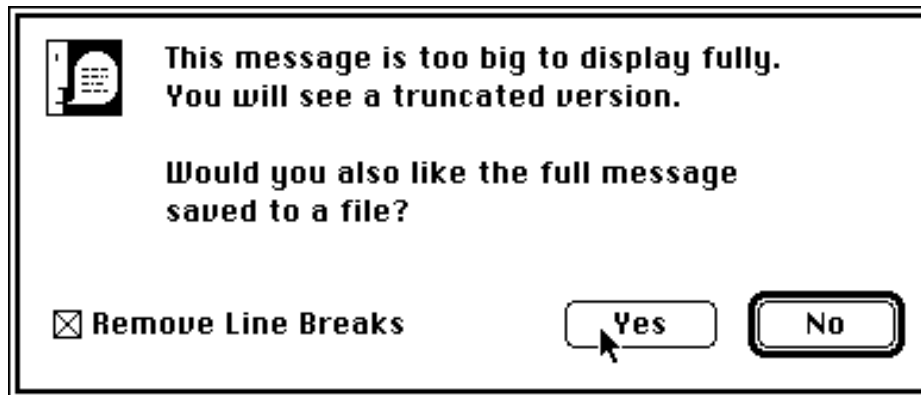 This message is too big to display fully.
You will see a truncated version.
Would you also like the full message
saved to a file?
Remove Line Breaks
Yes
No